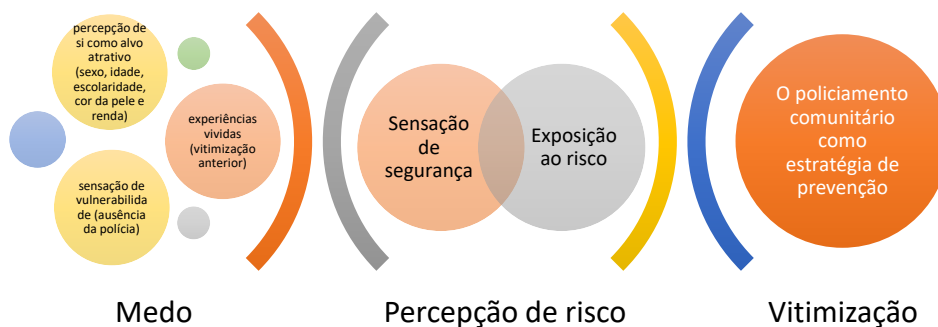 percepção de
si como alvo
atrativo
(sexo, idade,
escolaridade,
cor da pele e
renda)
experiências
vividas
(vitimização
anterior)
sensação de
vulnerabilida
de (ausência
da polícia)
Sensação
de
segurança
Exposição
ao risco
O policiamento
comunitário
como
estratégia de
prevenção
Medo
Percepção de risco
Vitimização